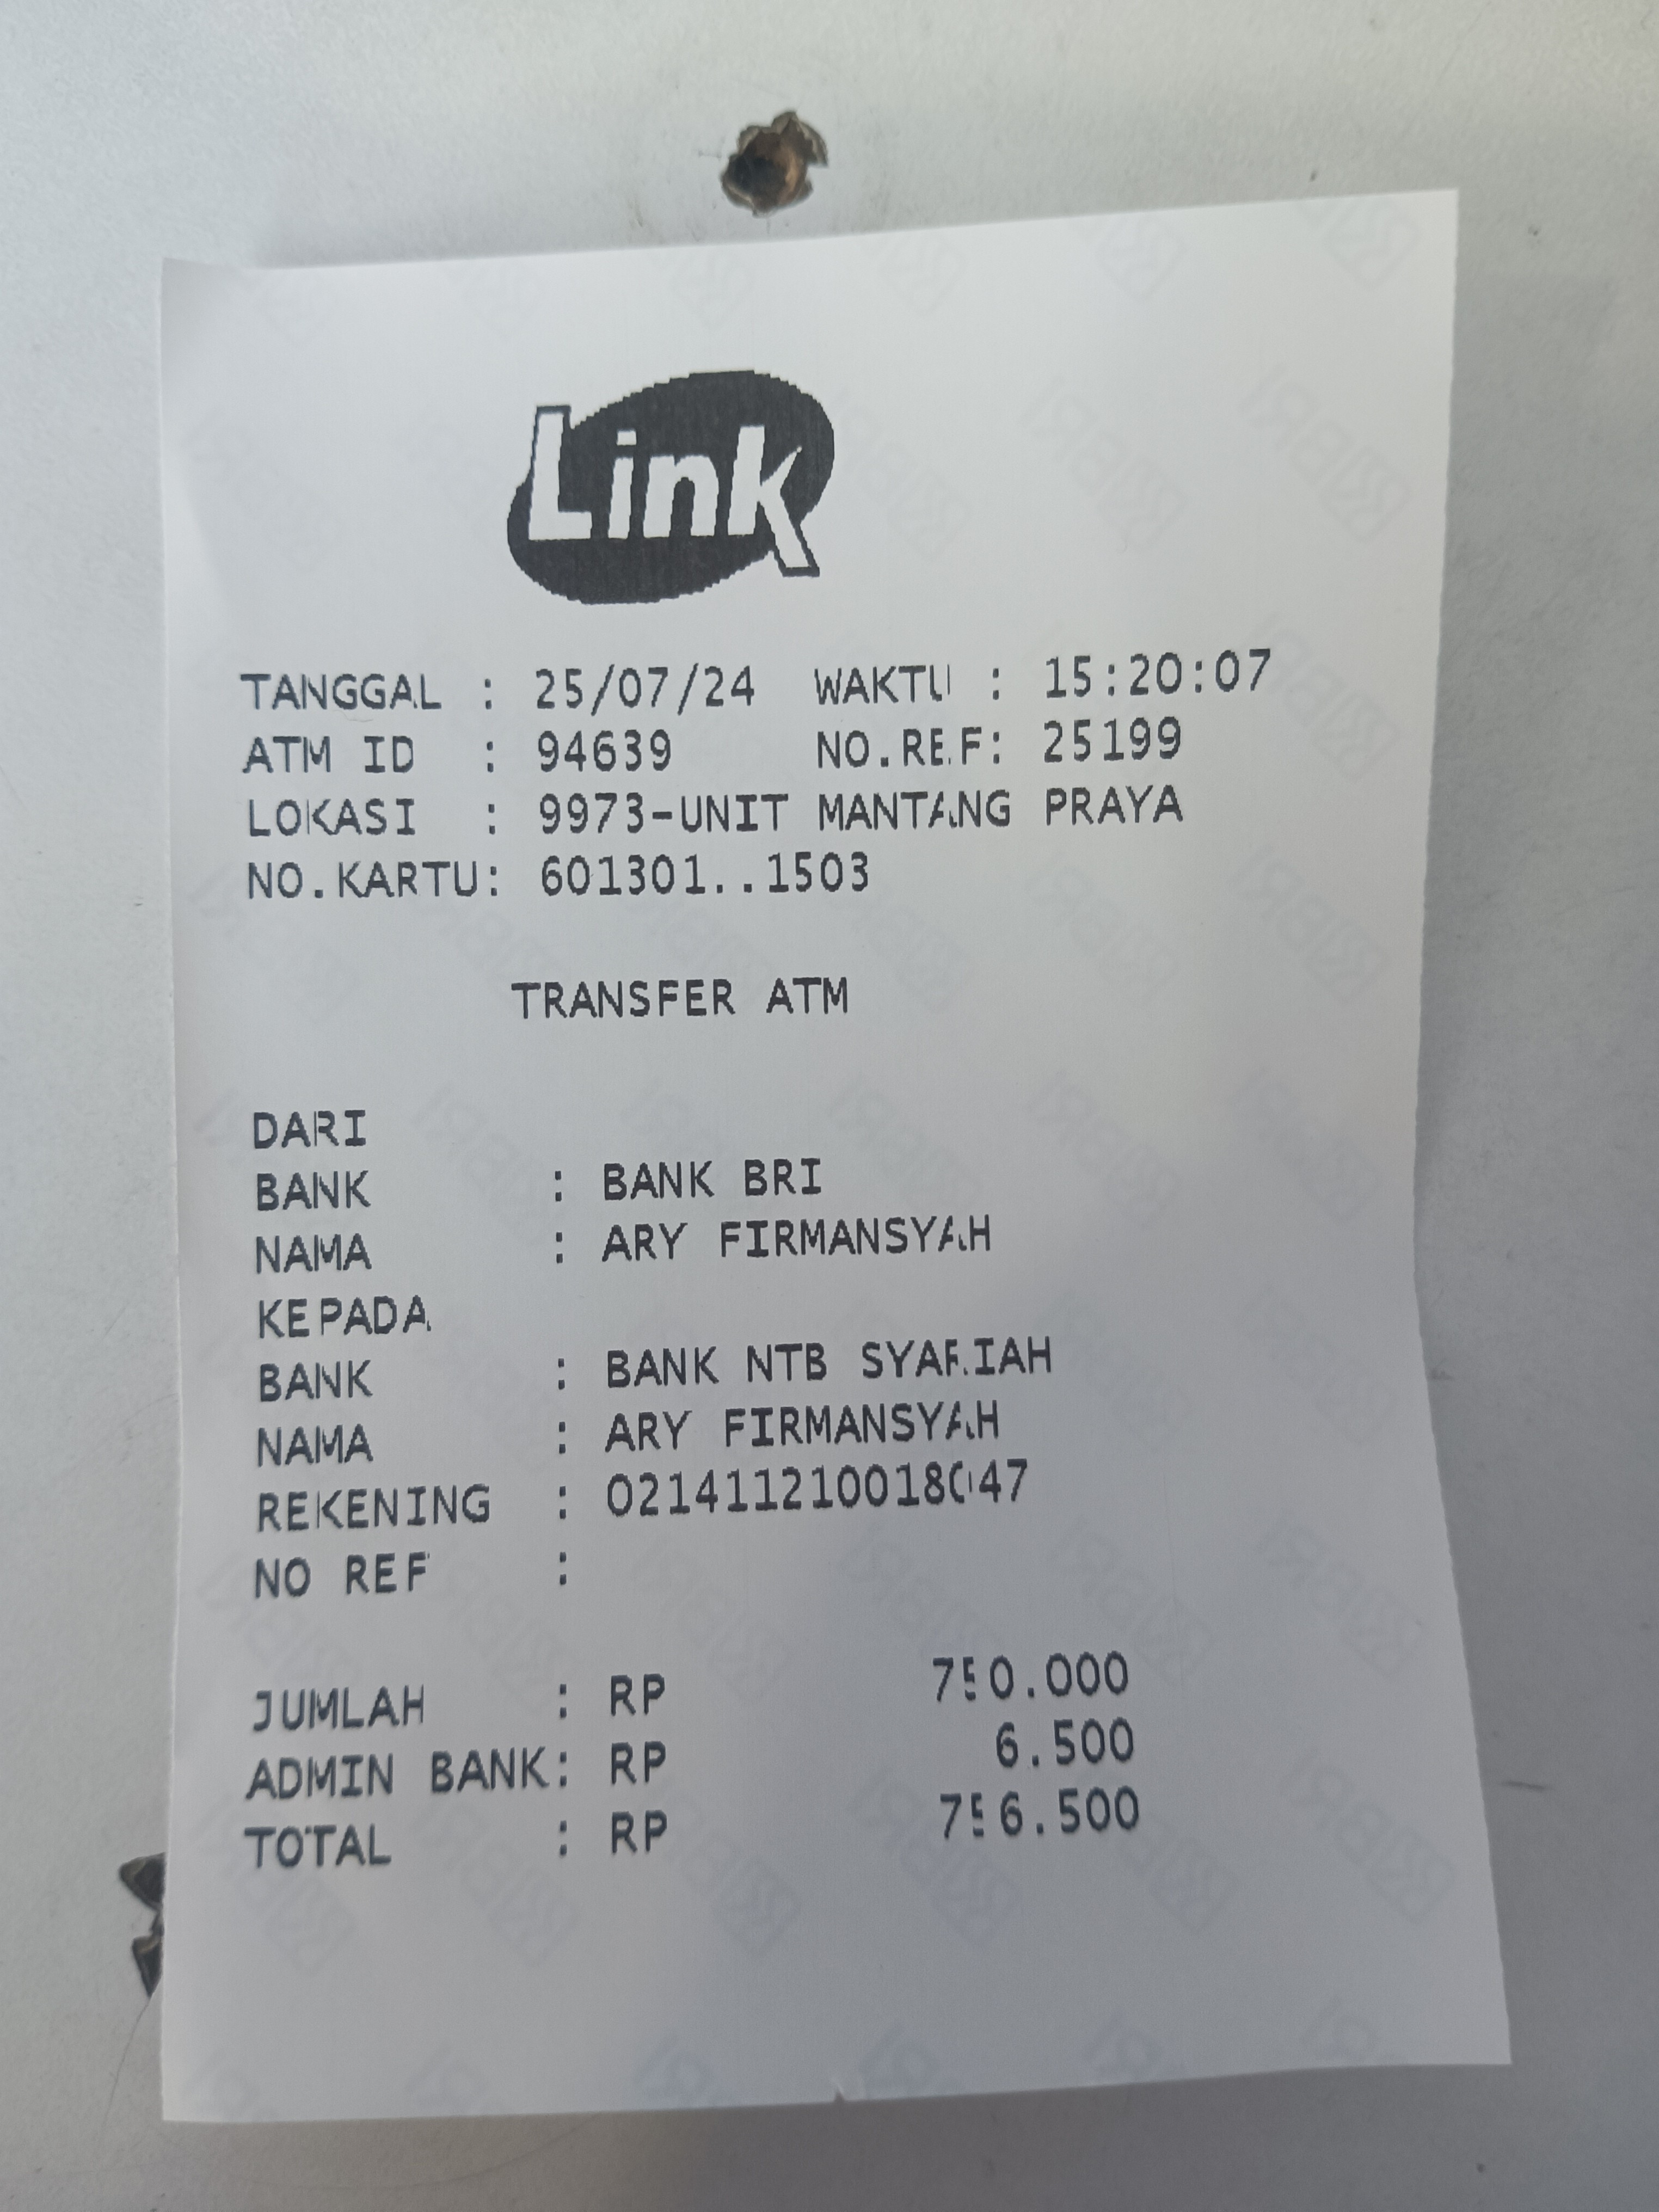 Link
TANGGAL : 25/07/24 WAKTU : 15:20:07
ATM ID : 94639 NO.REF: 25199
LOKASI : 9973-UNIT MANTANG PRAYA
NO.KARTU: 601301..1503
TRANSFER ATM
DARI
BANK : BANK BRI
NAMA : ARY FIRMANSYAH
KEPADA
BANK : BANK NTB SYARIAH
NAMA : ARY FIRMANSYAH
REKENING : 021411210018047
NO REF :
JUMLAH : RP 750.000
ADMIN BANK: RP 6.500
TOTAL : RP 756.500